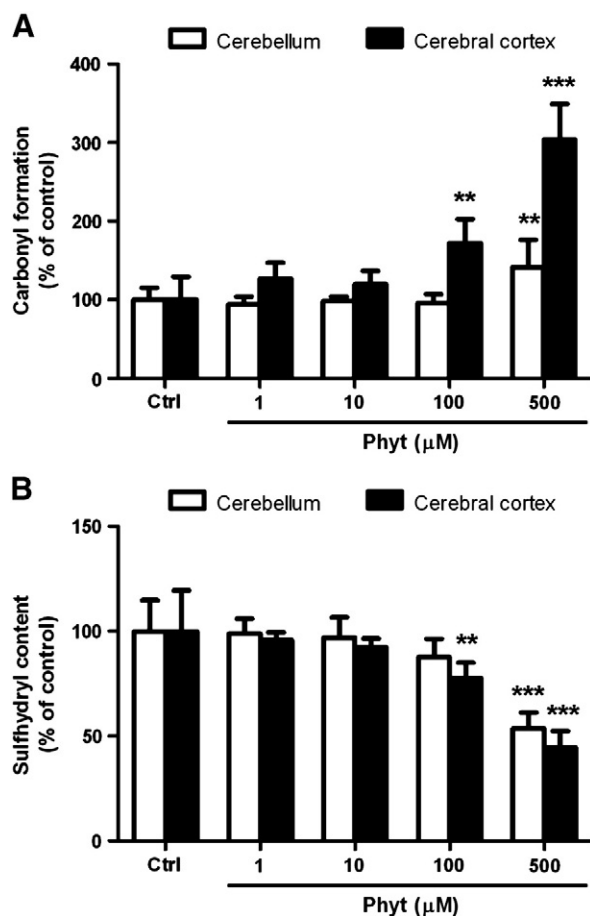 A
Cerebellum Cerebral cortex
Carbonyl formation
(% of control)
400
300
200
100
0
**
**
***
Ctrl 1 10 100 500
Phyt (μM)
B
Cerebellum Cerebral cortex
Sulfhydryl content
(% of control)
150
100
50
0
**
***
***
Ctrl 1 10 100 500
Phyt (μM)